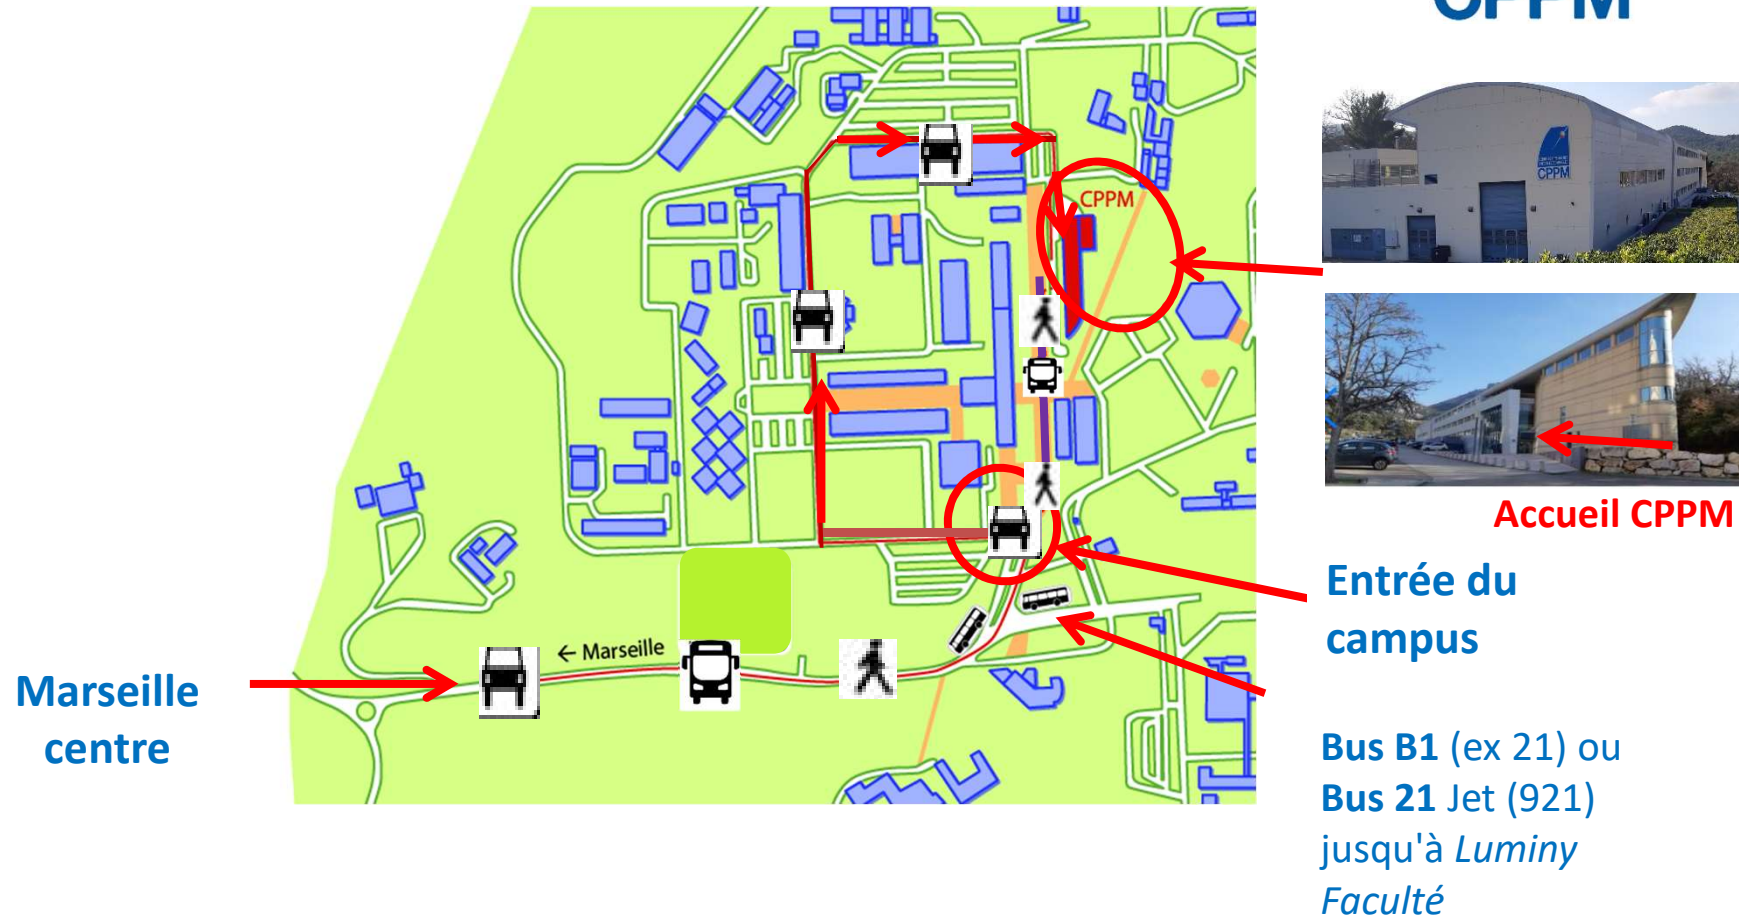 CPPM
CPPM
CPPM
Accueil CPPM
Entrée du
campus
← Marseille
Marseille
centre
Bus B1 (ex 21) ou
Bus 21 Jet (921)
jusqu'à Luminy
Faculté